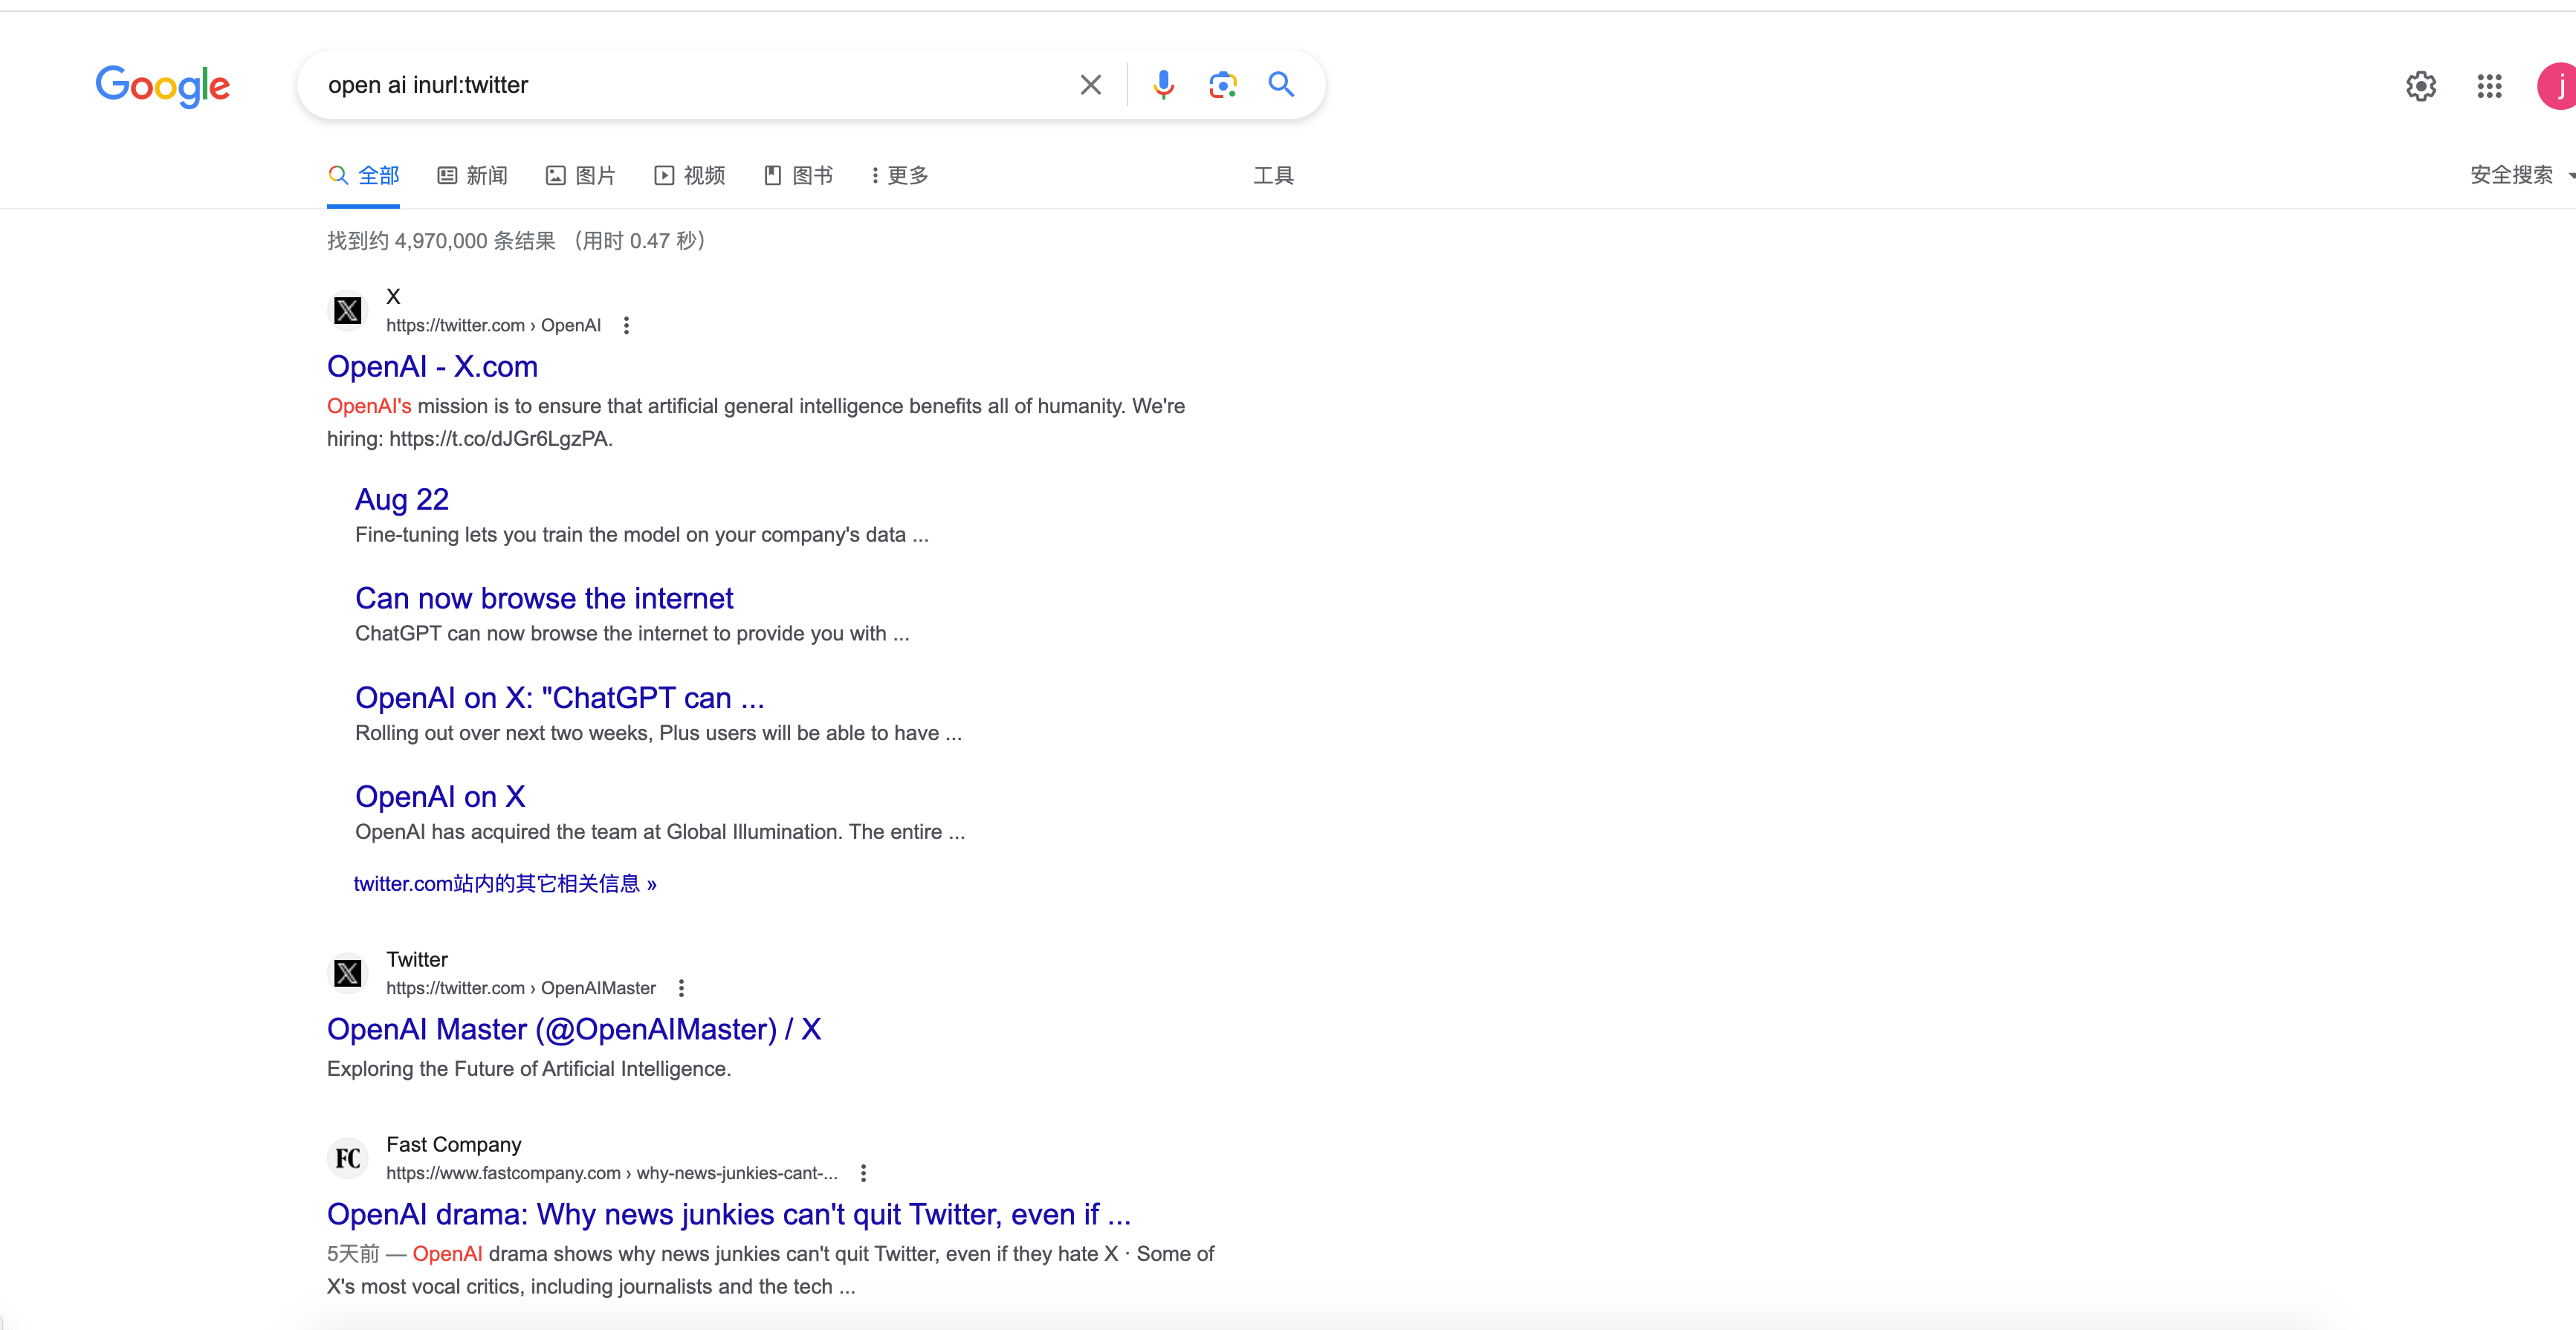 Google
open ai inurl:twitter
j
全部 新闻 图片 视频 图书 更多 工具 安全搜索
找到约 4,970,000 条结果 （用时 0.47 秒）
X
https://twitter.com › OpenAI
OpenAI - X.com
OpenAI's mission is to ensure that artificial general intelligence benefits all of humanity. We're
hiring: https://t.co/dJGr6LgzPA.
Aug 22
Fine-tuning lets you train the model on your company's data ...
Can now browse the internet
ChatGPT can now browse the internet to provide you with ...
OpenAI on X: "ChatGPT can ...
Rolling out over next two weeks, Plus users will be able to have ...
OpenAI on X
OpenAI has acquired the team at Global Illumination. The entire ...
twitter.com站内的其它相关信息 »
Twitter
https://twitter.com › OpenAIMaster
OpenAI Master (@OpenAIMaster) / X
Exploring the Future of Artificial Intelligence.
FC
Fast Company
https://www.fastcompany.com › why-news-junkies-cant-...
OpenAI drama: Why news junkies can't quit Twitter, even if ...
5天前 — OpenAI drama shows why news junkies can't quit Twitter, even if they hate X · Some of
X's most vocal critics, including journalists and the tech ...